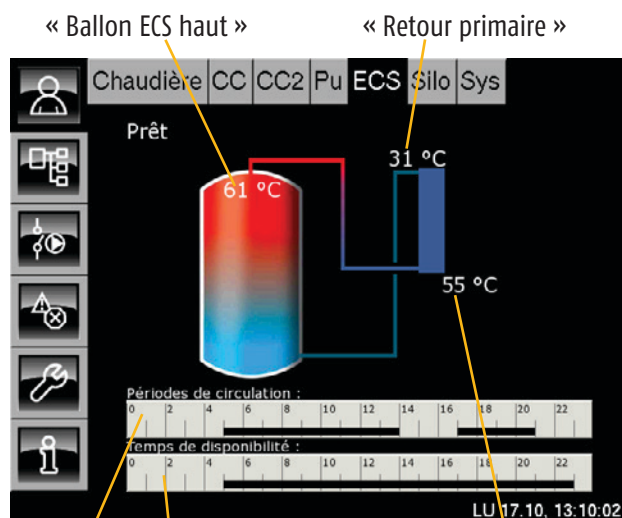 « Ballon ECS haut » « Retour primaire »
Chaudière CC CC2 Pu ECS Silo Sys
Prêt
31 °C
61 °C
55 °C
Périodes de circulation :
0 2 4 6 8 10 12 14 16 18 20 22
Temps de disponibilité :
0 2 4 6 8 10 12 14 16 18 20 22
LU 17.10, 13:10:02